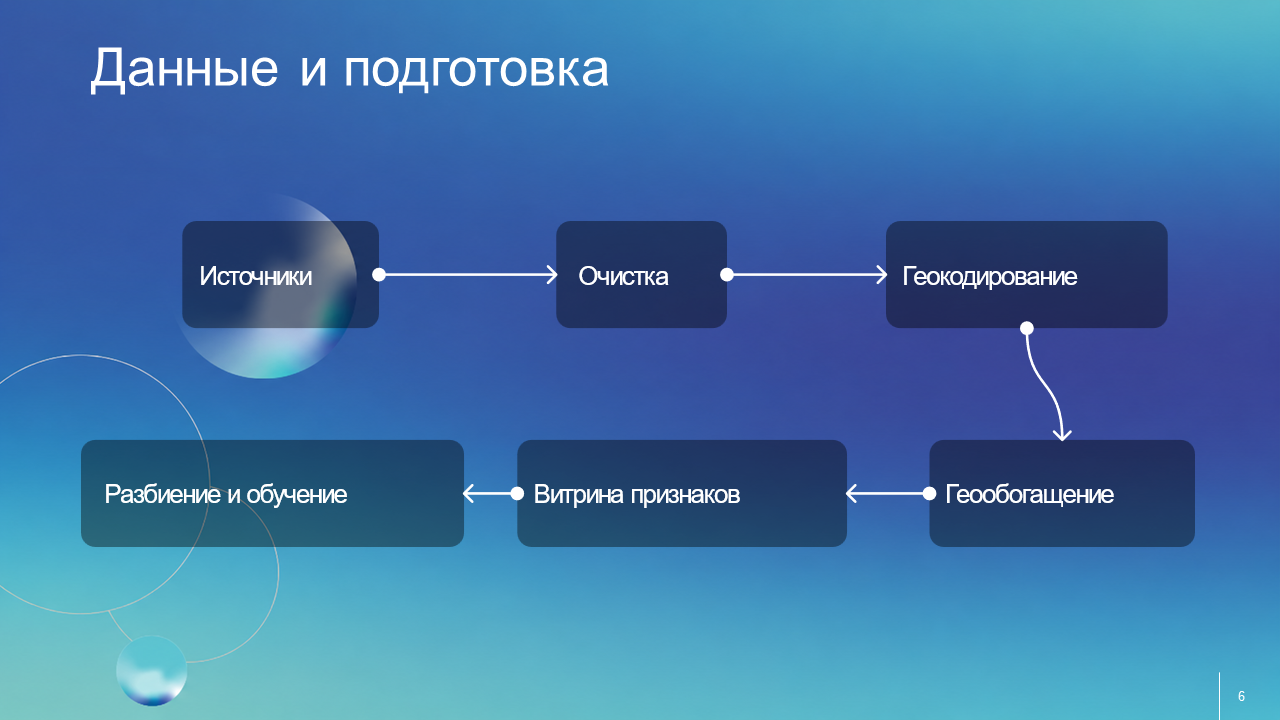 Данные и подготовка
Источники
Очистка
Геокодирование
Разбиение и обучение
Витрина признаков
Геообогащение
6